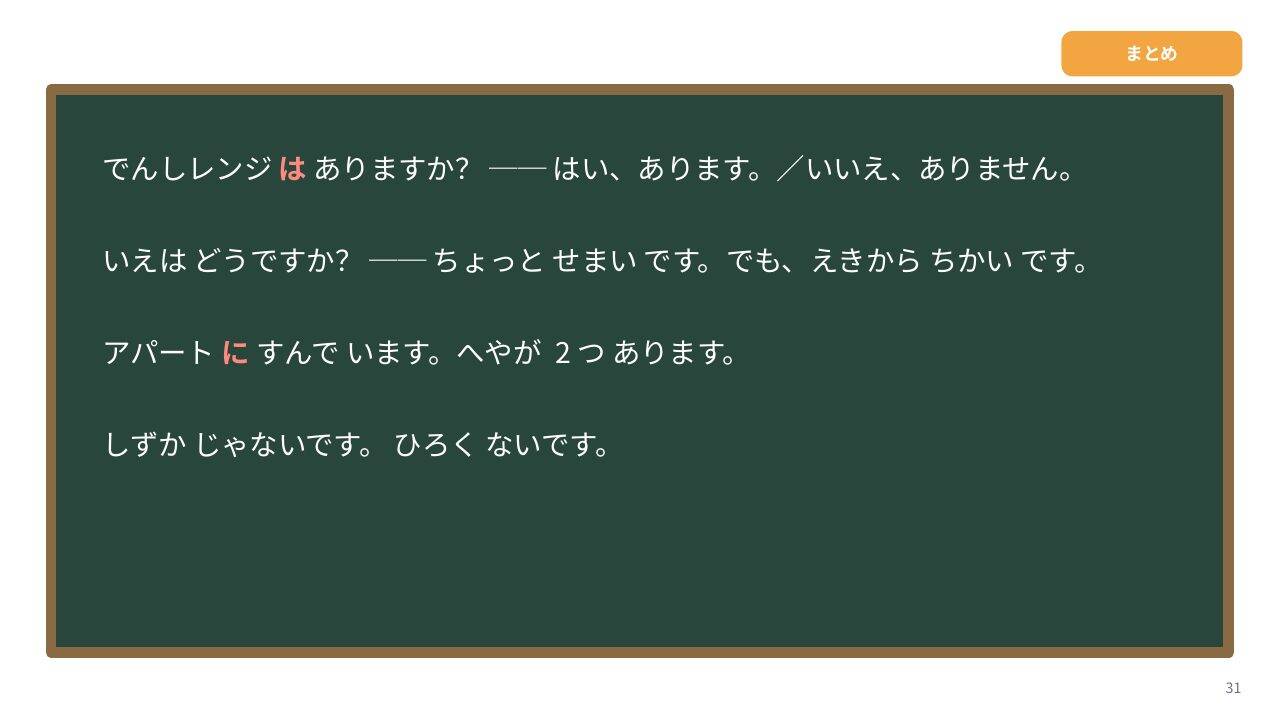 まとめ
でんしレンジ は ありますか? ── はい、あります。／いいえ、ありません。
いえは どうですか? ── ちょっと せまい です。でも、えきから ちかい です。
アパート に すんで います。へやが 2 つ あります。
しずか じゃないです。 ひろく ないです。
31